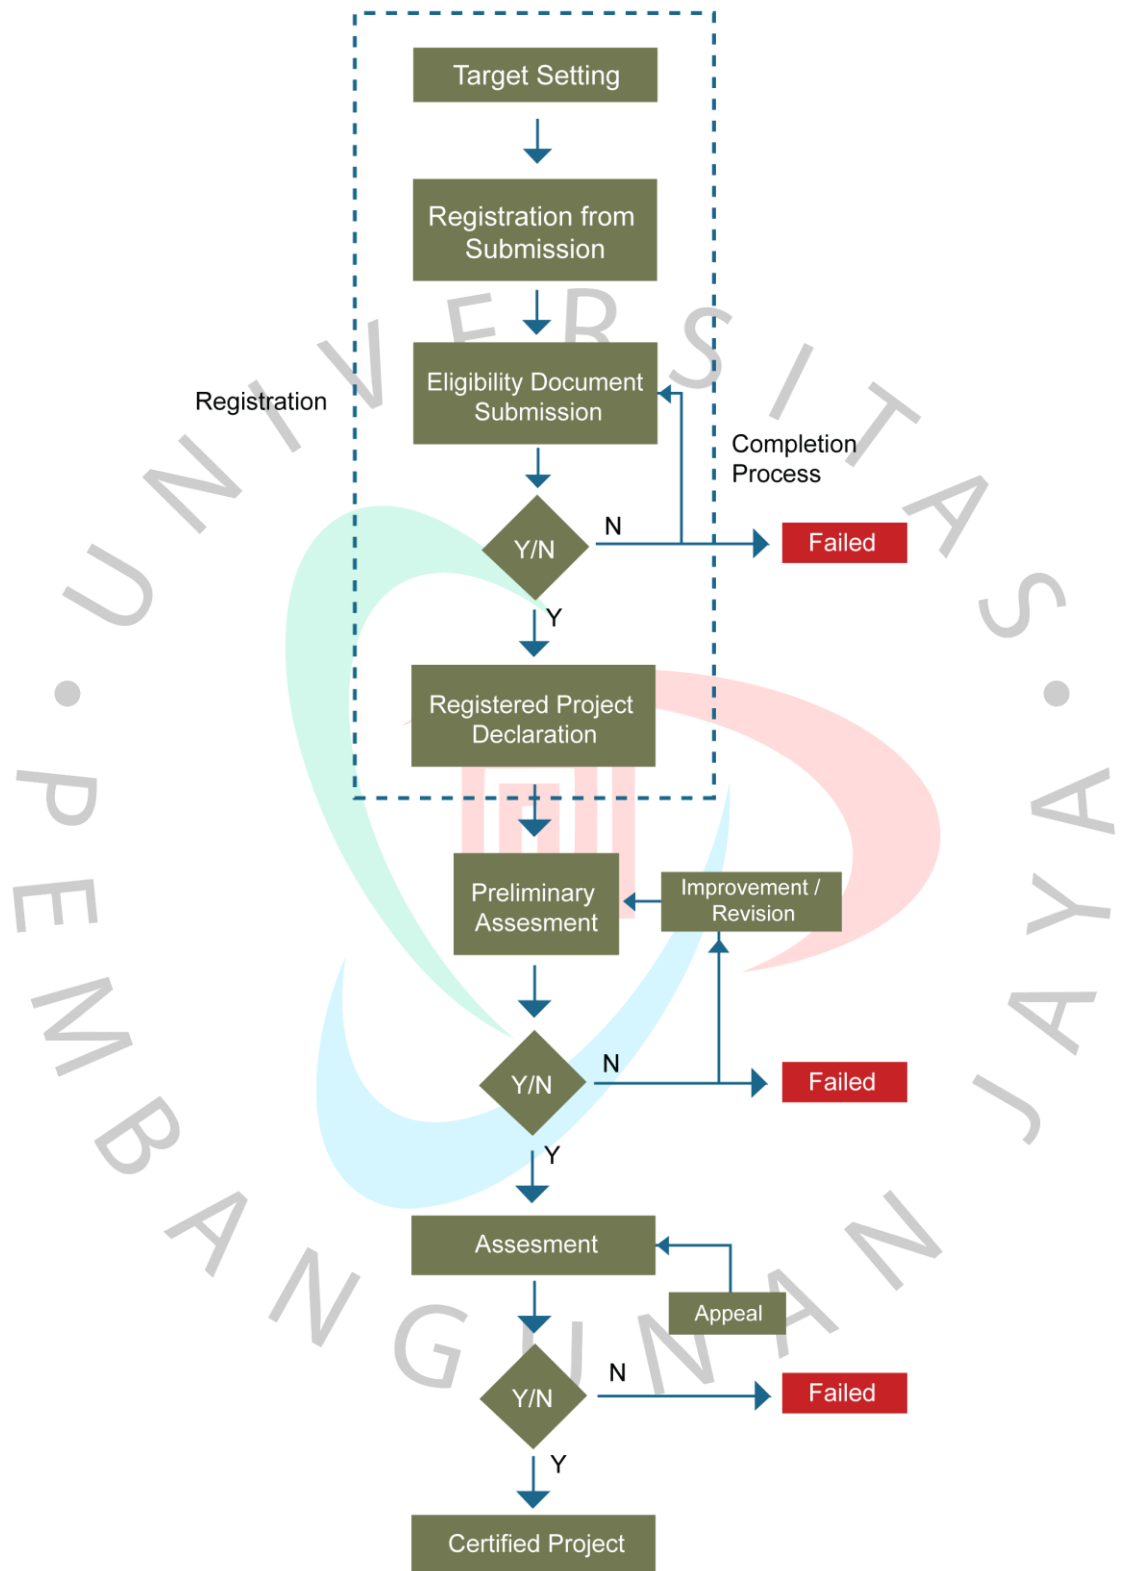 Target Setting
Registration from
Submission
Eligibility Document
Submission
Registration
Completion
Process
Y/N
N
Failed
Y
Registered Project
Declaration
Preliminary
Assesment
Improvement /
Revision
Y/N
N
Failed
Y
Assesment
Appeal
Y/N
N
Failed
Y
Certified Project
UNIVERSITAS
PEMBANGUNAN JAYA